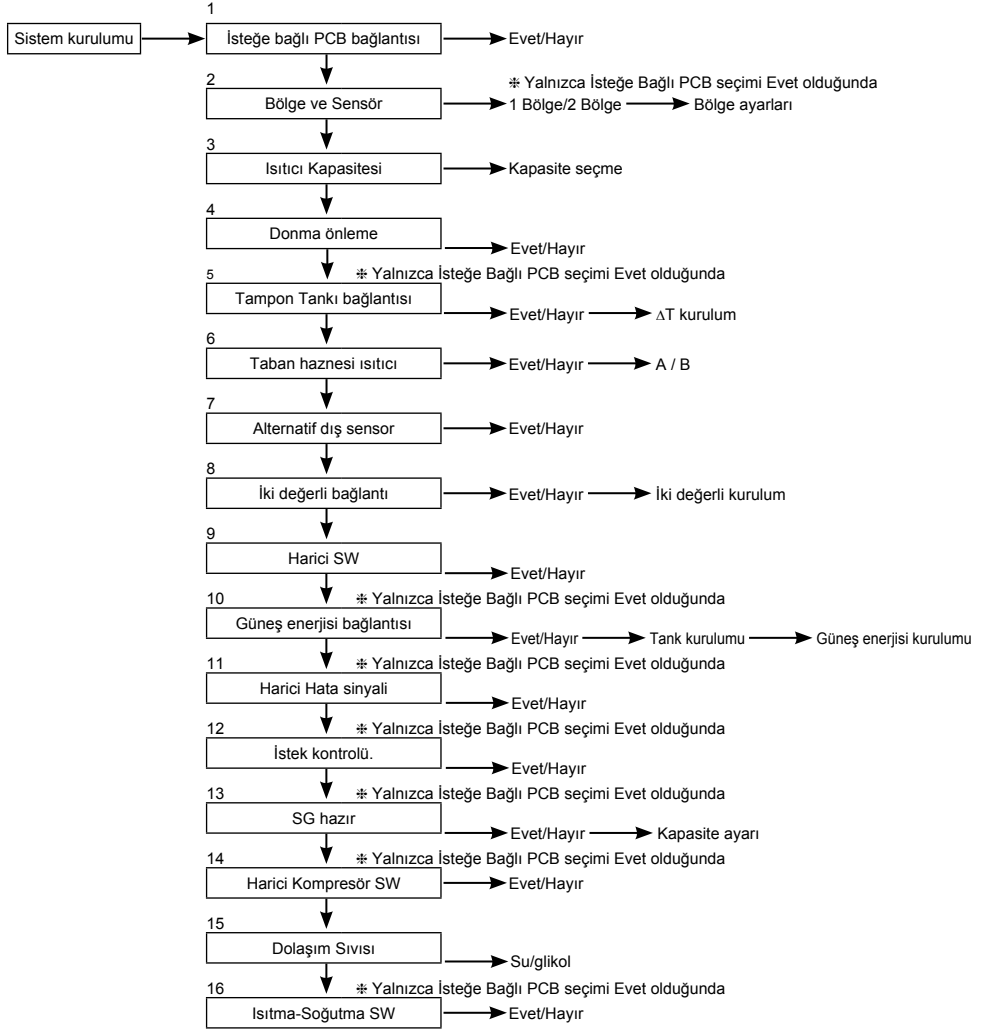 1
Sistem kurulumu
İsteğe bağlı PCB bağlantısı
Evet/Hayır
2
❈ Yalnızca İsteğe Bağlı PCB seçimi Evet olduğunda
Bölge ve Sensör
1 Bölge/2 Bölge
Bölge ayarları
3
Isıtıcı Kapasitesi
Kapasite seçme
4
Donma önleme
Evet/Hayır
5
❈ Yalnızca İsteğe Bağlı PCB seçimi Evet olduğunda
Tampon Tankı bağlantısı
Evet/Hayır
∆T kurulum
6
Taban haznesi ısıtıcı
Evet/Hayır
A / B
7
Alternatif dış sensor
Evet/Hayır
8
İki değerli bağlantı
Evet/Hayır
İki değerli kurulum
9
Harici SW
Evet/Hayır
10
❈ Yalnızca İsteğe Bağlı PCB seçimi Evet olduğunda
Güneş enerjisi bağlantısı
Evet/Hayır
Tank kurulumu
Güneş enerjisi kurulumu
11
❈ Yalnızca İsteğe Bağlı PCB seçimi Evet olduğunda
Harici Hata sinyali
Evet/Hayır
12
❈ Yalnızca İsteğe Bağlı PCB seçimi Evet olduğunda
İstek kontrolü.
Evet/Hayır
13
❈ Yalnızca İsteğe Bağlı PCB seçimi Evet olduğunda
SG hazır
Evet/Hayır
Kapasite ayarı
14
❈ Yalnızca İsteğe Bağlı PCB seçimi Evet olduğunda
Harici Kompresör SW
Evet/Hayır
15
Dolaşım Sıvısı
Su/glikol
16
❈ Yalnızca İsteğe Bağlı PCB seçimi Evet olduğunda
Isıtma-Soğutma SW
Evet/Hayır